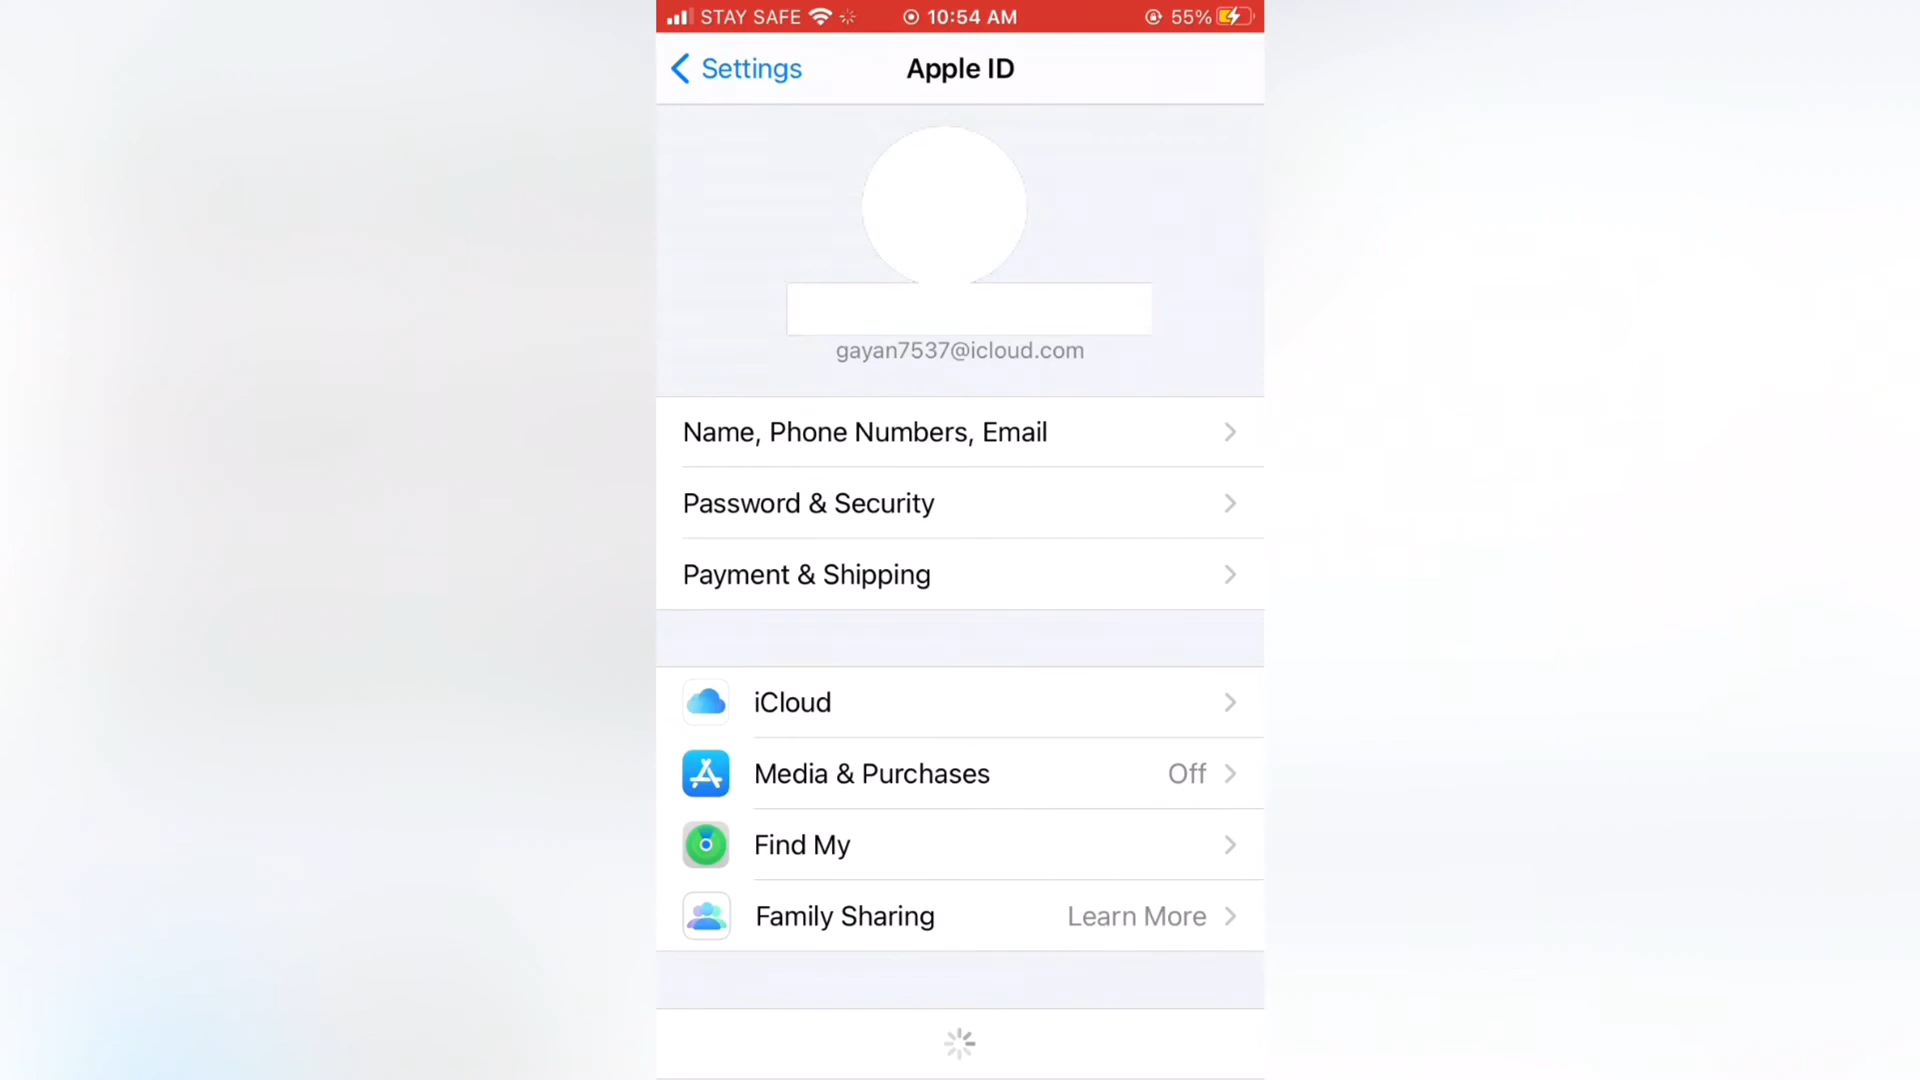 STAY SAFE 10:54 AM 55%
Settings Apple ID
gayan7537@icloud.com
Name, Phone Numbers, Email
Password & Security
Payment & Shipping
iCloud
Media & Purchases Off
Find My
Family Sharing Learn More